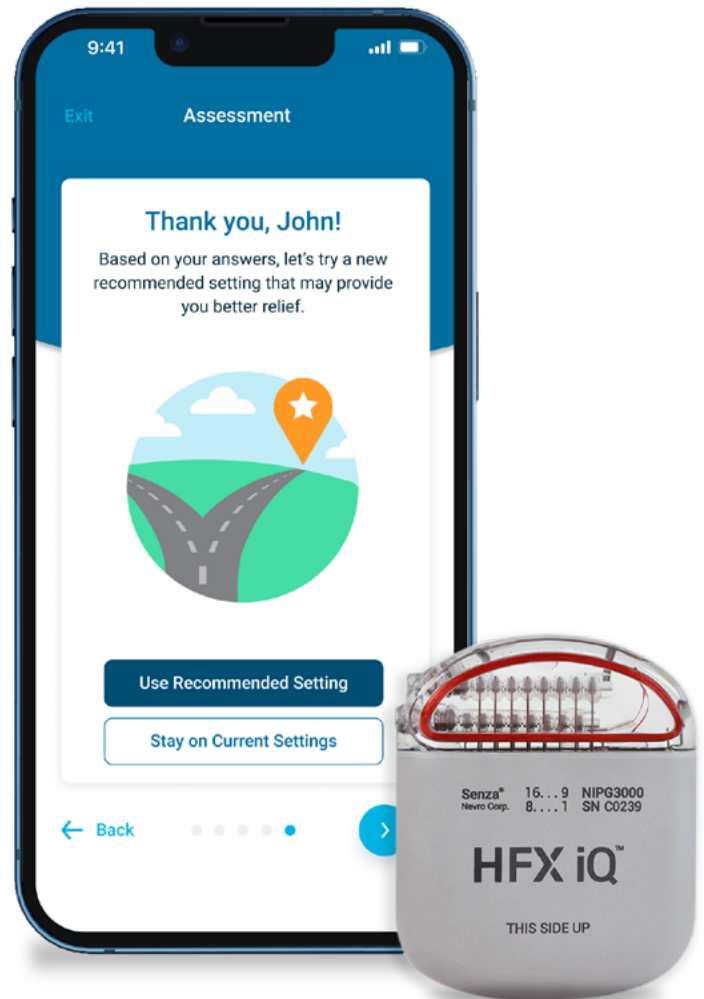 9:41
Exit
Assessment
Thank you, John!
Based on your answers, let's try a new
recommended setting that may provide
you better relief.
Use Recommended Setting
Stay on Current Settings
Back
Senza® 16...9 NIPG3000
Nevro Corp. 8....1 SN C0239
HFX iQ™
THIS SIDE UP